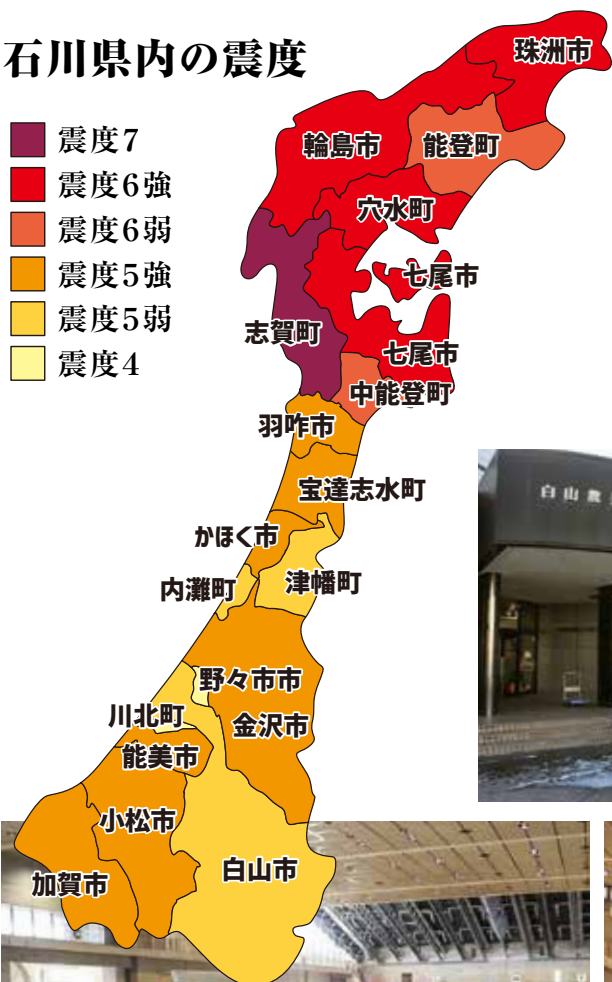 石川県内の震度
震度7
震度6強
震度6弱
震度5強
震度5弱
震度4
珠洲市
輪島市
能登町
穴水町
七尾市
志賀町
七尾市
中能登町
羽咋市
宝達志水町
かほく市
内灘町
津幡町
野々市市
川北町
金沢市
能美市
小松市
白山市
加賀市
白山